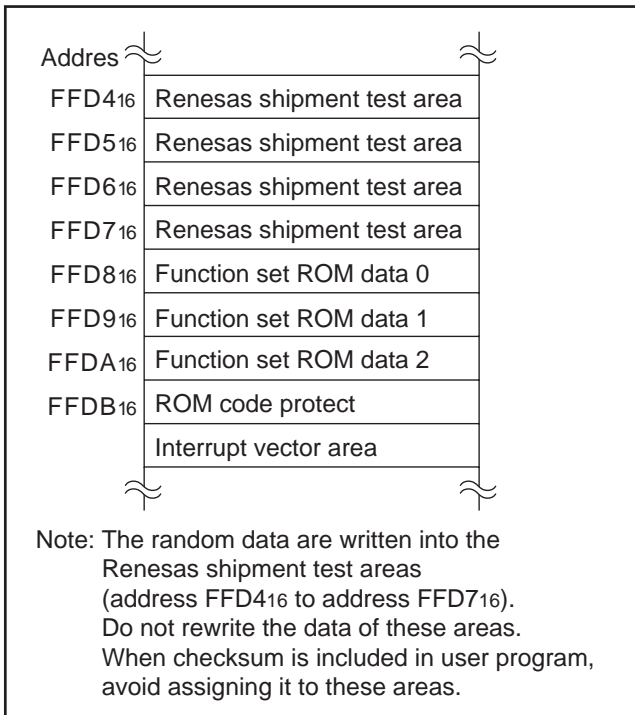 Addres
FFD416 Renesas shipment test area
FFD516 Renesas shipment test area
FFD616 Renesas shipment test area
FFD716 Renesas shipment test area
FFD816 Function set ROM data 0
FFD916 Function set ROM data 1
FFDA16 Function set ROM data 2
FFDB16 ROM code protect
Interrupt vector area
Note: The random data are written into the
Renesas shipment test areas
(address FFD416 to address FFD716).
Do not rewrite the data of these areas.
When checksum is included in user program,
avoid assigning it to these areas.